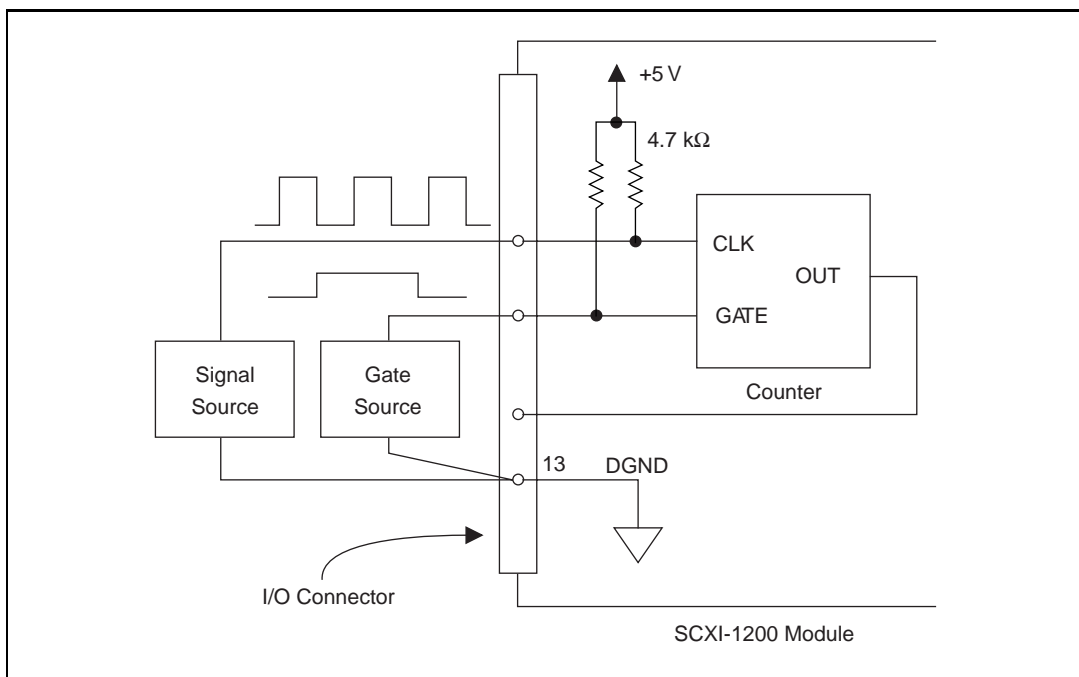 +5 V
4.7 kΩ
CLK
OUT
GATE
Signal
Source
Gate
Source
Counter
13
DGND
I/O Connector
SCXI-1200 Module